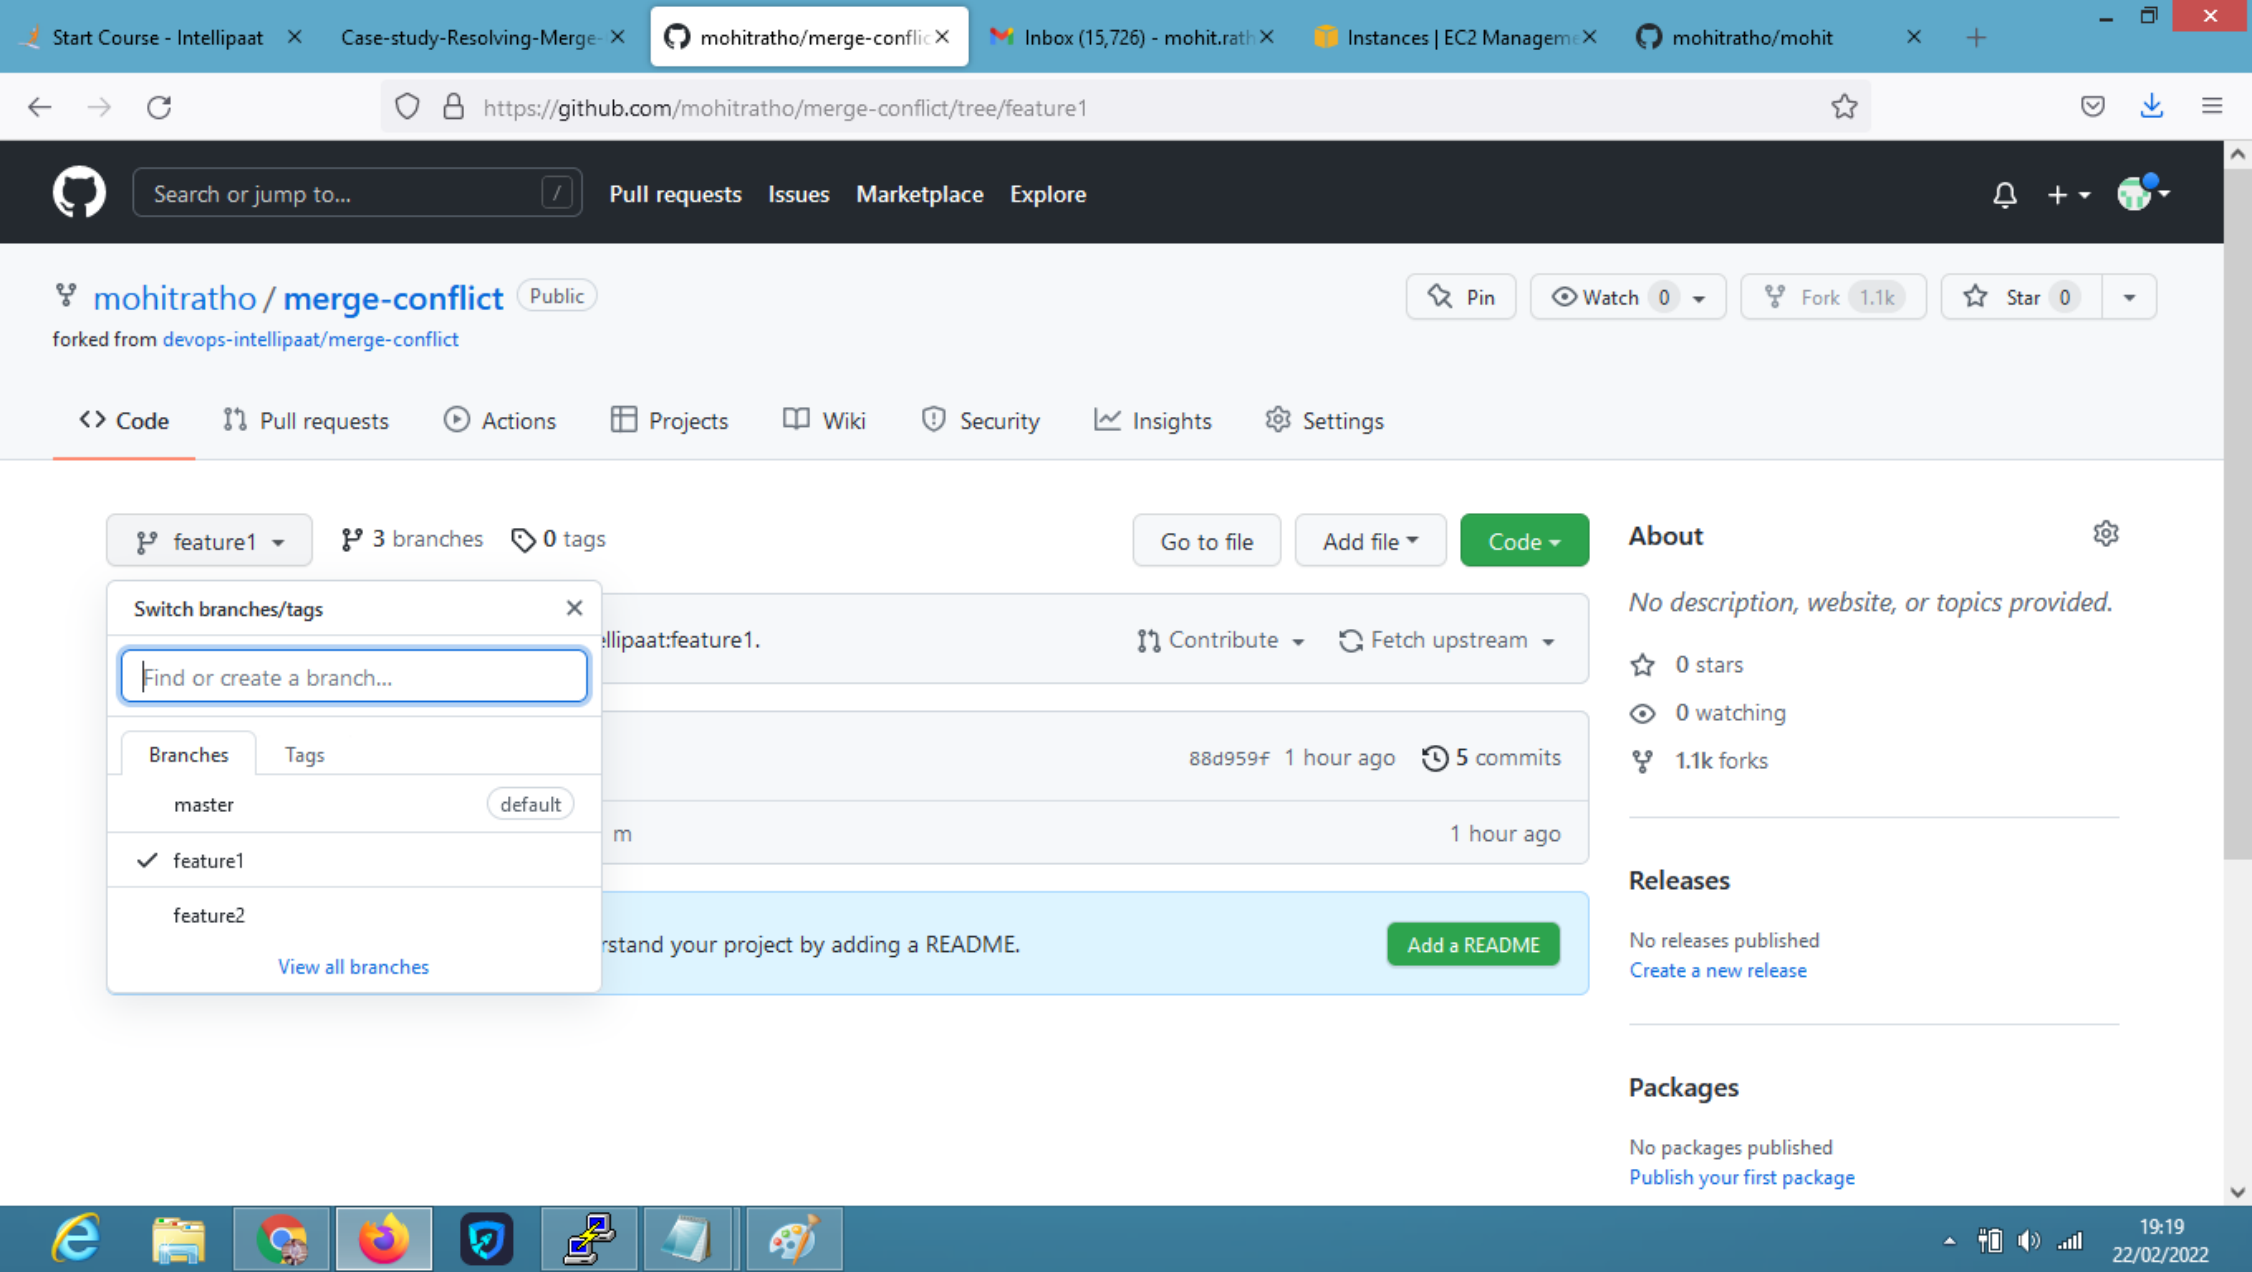 Start Course - Intellipaat
Case-study-Resolving-Merge-
mohitratho/merge-conflic
Inbox (15,726) - mohit.rath
Instances | EC2 Manageme
mohitratho/mohit
https://github.com/mohitratho/merge-conflict/tree/feature1
Search or jump to...
/
Pull requests
Issues
Marketplace
Explore
mohitratho / merge-conflict
Public
Pin
Watch 0
Fork 1.1k
Star 0
forked from devops-intellipaat/merge-conflict
Code
Pull requests
Actions
Projects
Wiki
Security
Insights
Settings
feature1
3 branches
0 tags
Go to file
Add file
Code
Switch branches/tags
Find or create a branch...
Branches
Tags
master
default
feature1
feature2
View all branches
ellipaat:feature1.
Contribute
Fetch upstream
88d959f 1 hour ago
5 commits
m
1 hour ago
rstand your project by adding a README.
Add a README
About
No description, website, or topics provided.
0 stars
0 watching
1.1k forks
Releases
No releases published
Create a new release
Packages
No packages published
Publish your first package
19:19
22/02/2022